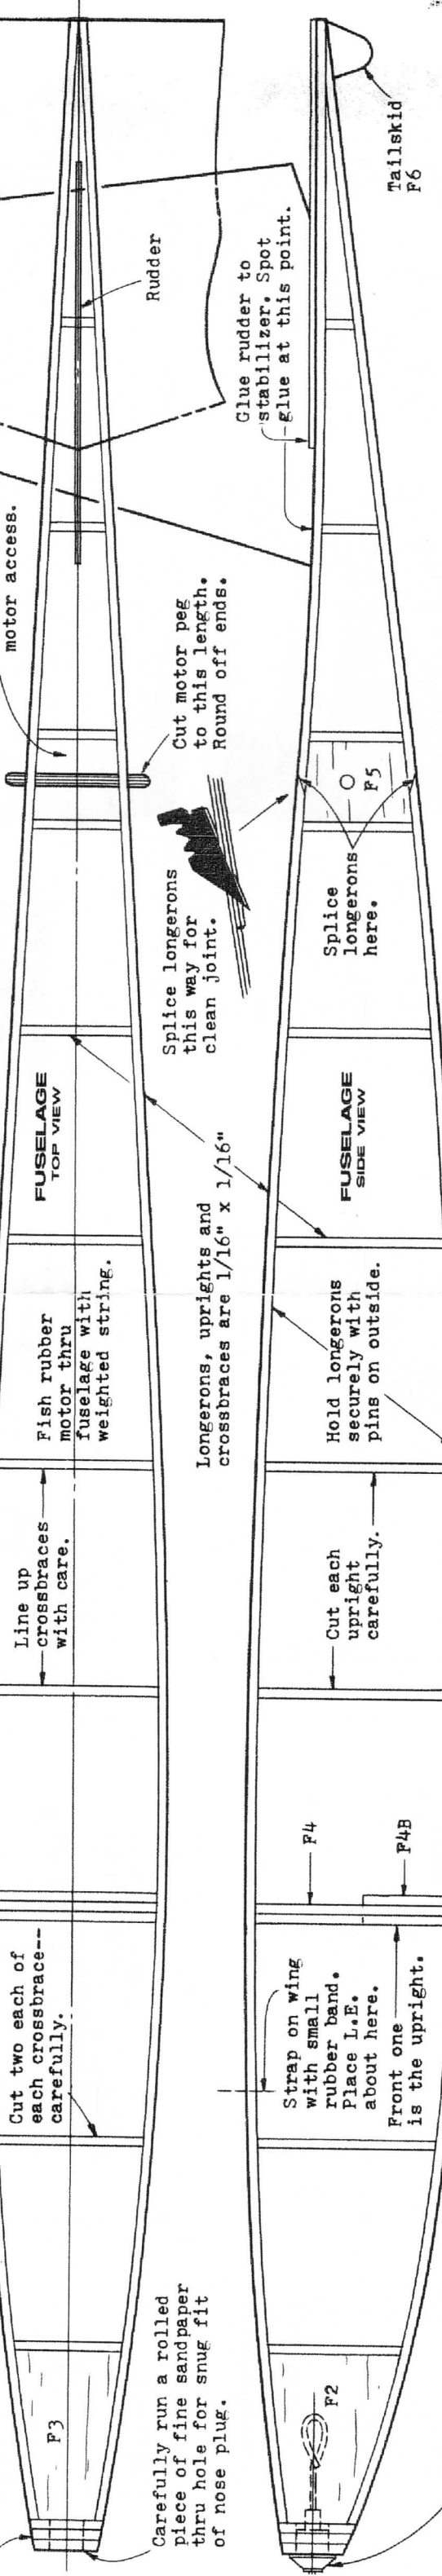 motor access.
Rudder
Cut motor peg
to this length.
Round off ends.
FUSELAGE
TOP VIEW
Fish rubber
motor thru
fuselage with
weighted string.
Line up
crossbraces
with care.
Cut two each of
each crossbrace--
carefully.
F3
Carefully run a rolled
piece of fine sandpaper
thru hole for snug fit
of nose plug.
Splice longerons
this way for
clean joint.
Longerons, uprights and
crossbraces are 1/16" x 1/16"
Tailskid
F6
Glue rudder to
stabilizer. Spot
glue at this point.
F5
Splice
longerons
here.
FUSELAGE
SIDE VIEW
Hold longerons
securely with
pins on outside.
Cut each
upright
carefully.
F4
F4B
Strap on wing
with small
rubber band.
Place L.E.
about here.
Front one
is the upright.
F2